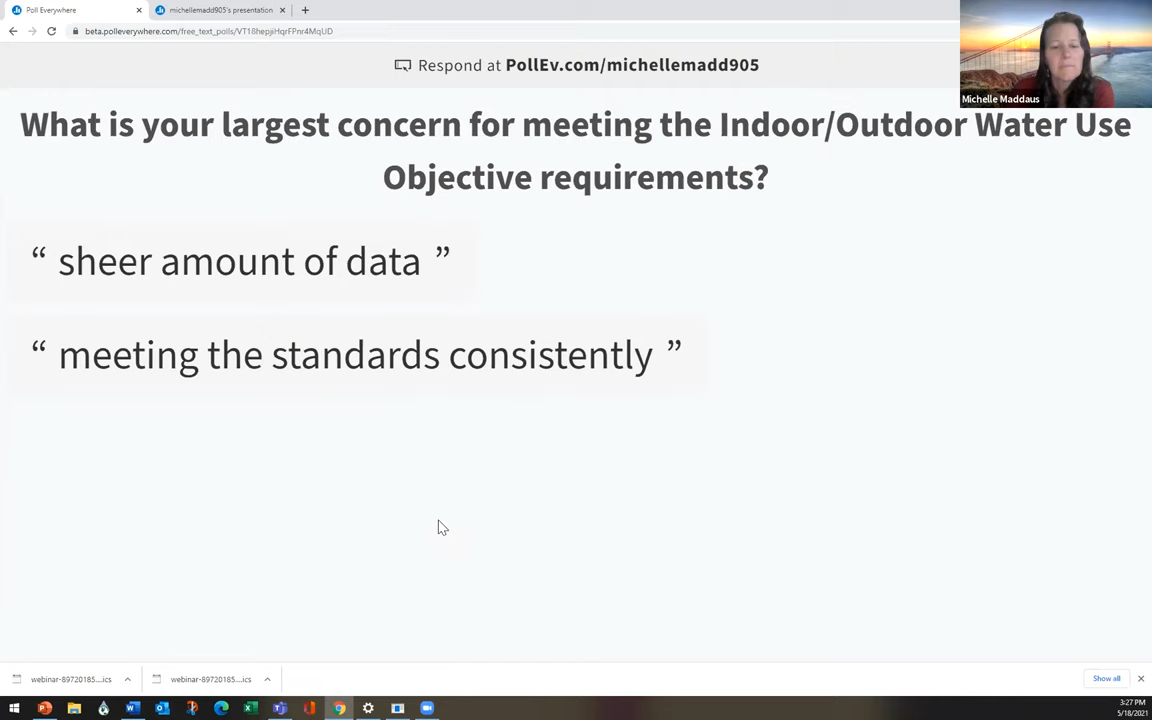 Poll Everywhere
michellemadd905's presentation
beta.polleverywhere.com/free_text_polls/VT18hepjiHqrFPnr4MqUD
Respond at PollEv.com/michellemadd905
Michelle Maddaus
What is your largest concern for meeting the Indoor/Outdoor Water Use
Objective requirements?
“ sheer amount of data ”
“ meeting the standards consistently ”
webinar-89720185....ics
webinar-89720185....ics
Show all
3:27 PM
5/18/2021